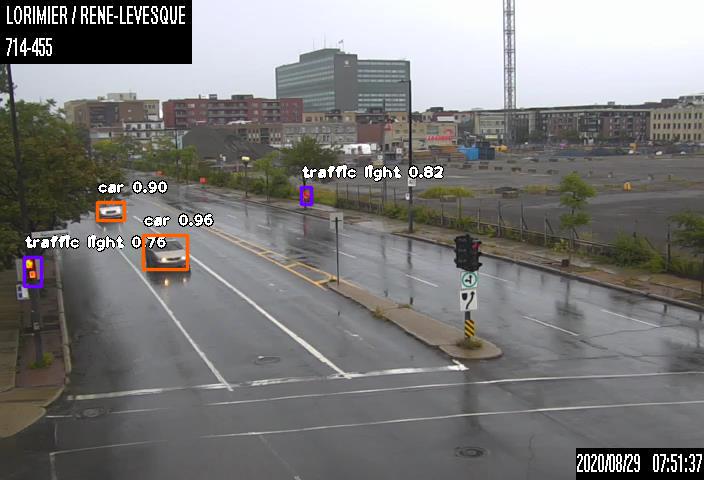 LORIMIER / RENE-LEVESQUE
714-455
traffic light 0.82
car 0.90
car 0.96
traffic light 0.76
2020/08/29 07:51:37